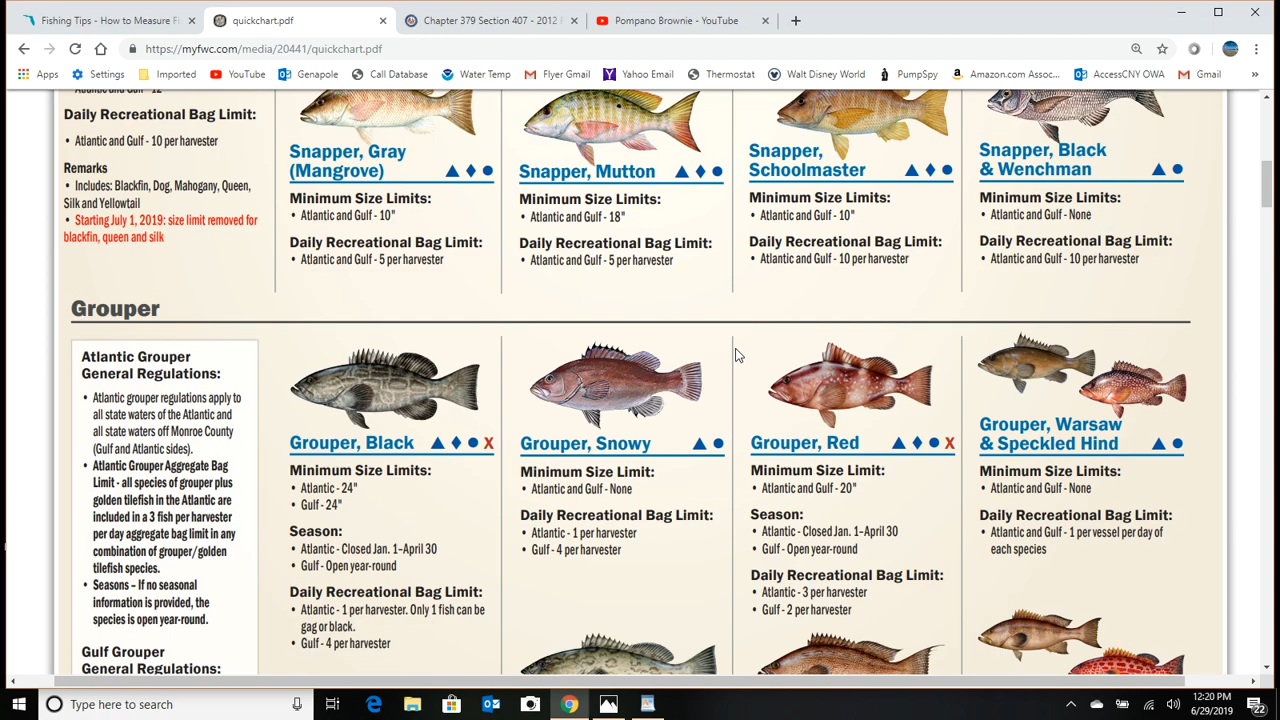 Fishing Tips - How to Measure F
quickchart.pdf
Chapter 379 Section 407 - 2012
Pompano Brownie - YouTube
https://myfwc.com/media/20441/quickchart.pdf
Apps
Settings
Imported
YouTube
Genapole
Call Database
Water Temp
Flyer Gmail
Yahoo Email
Thermostat
Walt Disney World
PumpSpy
Amazon.com Assoc...
AccessCNY OWA
Gmail
»
Atlantic and Gulf - 12"
Daily Recreational Bag Limit:
• Atlantic and Gulf - 10 per harvester
Remarks
• Includes: Blackfin, Dog, Mahogany, Queen,
Silk and Yellowtail
• Starting July 1, 2019: size limit removed for
blackfin, queen and silk
Snapper, Gray
(Mangrove)
Minimum Size Limits:
• Atlantic and Gulf - 10"
Daily Recreational Bag Limit:
• Atlantic and Gulf - 5 per harvester
Snapper, Mutton
Minimum Size Limits:
• Atlantic and Gulf - 18"
Daily Recreational Bag Limit:
• Atlantic and Gulf - 5 per harvester
Snapper,
Schoolmaster
Minimum Size Limits:
• Atlantic and Gulf - 10"
Daily Recreational Bag Limit:
• Atlantic and Gulf - 10 per harvester
Snapper, Black
& Wenchman
Minimum Size Limits:
• Atlantic and Gulf - None
Daily Recreational Bag Limit:
• Atlantic and Gulf - 10 per harvester
Grouper
Atlantic Grouper
General Regulations:
• Atlantic grouper regulations apply to
all state waters of the Atlantic and
all state waters off Monroe County
(Gulf and Atlantic sides).
• Atlantic Grouper Aggregate Bag
Limit - all species of grouper plus
golden tilefish in the Atlantic are
included in a 3 fish per harvester
per day aggregate bag limit in any
combination of grouper/golden
tilefish species.
• Seasons – If no seasonal
information is provided, the
species is open year-round.
Gulf Grouper
General Regulations:
Grouper, Black X
Minimum Size Limits:
• Atlantic - 24"
• Gulf - 24"
Season:
• Atlantic - Closed Jan. 1–April 30
• Gulf - Open year-round
Daily Recreational Bag Limit:
• Atlantic - 1 per harvester. Only 1 fish can be
gag or black.
• Gulf - 4 per harvester
Grouper, Snowy
Minimum Size Limit:
• Atlantic and Gulf - None
Daily Recreational Bag Limit:
• Atlantic - 1 per harvester
• Gulf - 4 per harvester
Grouper, Red X
Minimum Size Limit:
• Atlantic and Gulf - 20"
Season:
• Atlantic - Closed Jan. 1–April 30
• Gulf - Open year-round
Daily Recreational Bag Limit:
• Atlantic - 3 per harvester
• Gulf - 2 per harvester
Grouper, Warsaw
& Speckled Hind
Minimum Size Limits:
• Atlantic and Gulf - None
Daily Recreational Bag Limit:
• Atlantic and Gulf - 1 per vessel per day of
each species
Type here to search
12:20 PM
6/29/2019
22